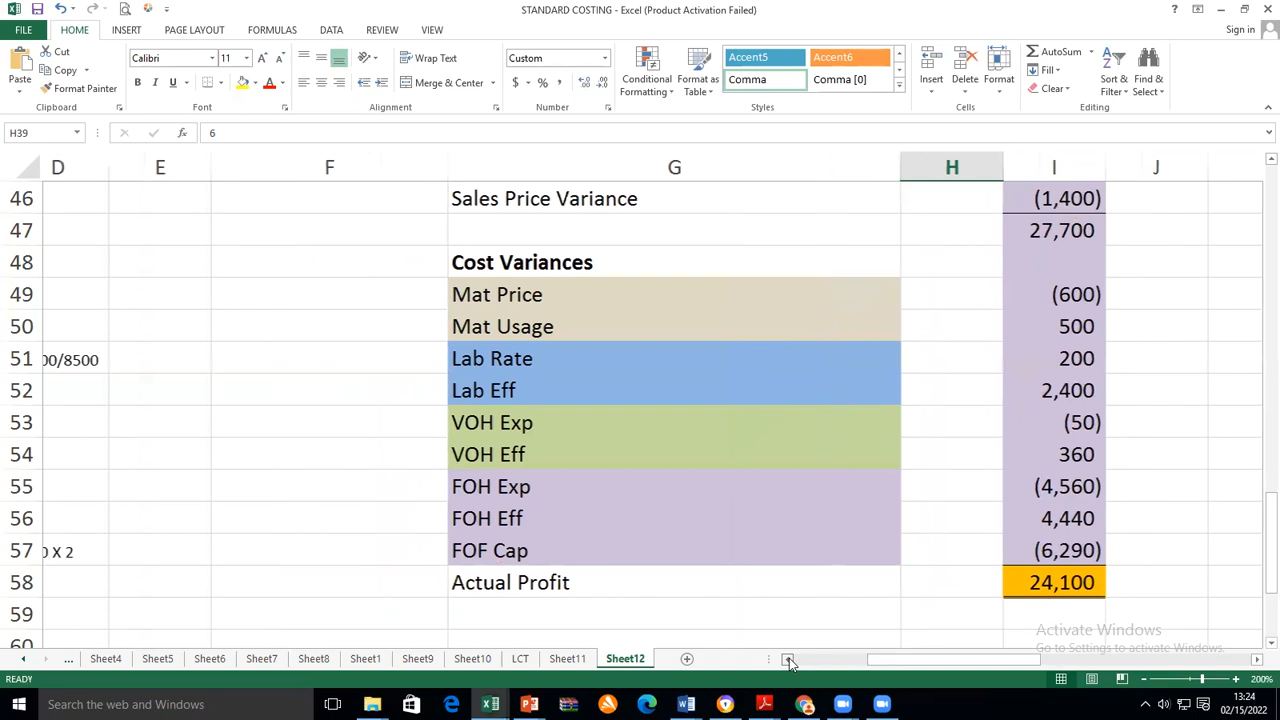 STANDARD COSTING - Excel (Product Activation Failed)
FILE HOME INSERT PAGE LAYOUT FORMULAS DATA REVIEW VIEW Sign in
Paste Cut Copy Format Painter Clipboard
Calibri 11 B I U Font
Wrap Text Merge & Center Alignment
Custom $ % Number
Conditional Formatting Format as Table Accent5 Accent6 Comma Comma [0] Styles
Insert Delete Format Cells
AutoSum Fill Clear Sort & Filter Find & Select Editing
H39 6
D E F G H I J
46 Sales Price Variance (1,400)
47 27,700
48 Cost Variances
49 Mat Price (600)
50 Mat Usage 500
51 00/8500 Lab Rate 200
52 Lab Eff 2,400
53 VOH Exp (50)
54 VOH Eff 360
55 FOH Exp (4,560)
56 FOH Eff 4,440
57 0 X 2 FOF Cap (6,290)
58 Actual Profit 24,100
59
60
Activate Windows
Go to Settings to activate Windows.
... Sheet4 Sheet5 Sheet6 Sheet7 Sheet8 Sheet1 Sheet9 Sheet10 LCT Sheet11 Sheet12
READY 200%
Search the web and Windows 13:24
02/15/2022